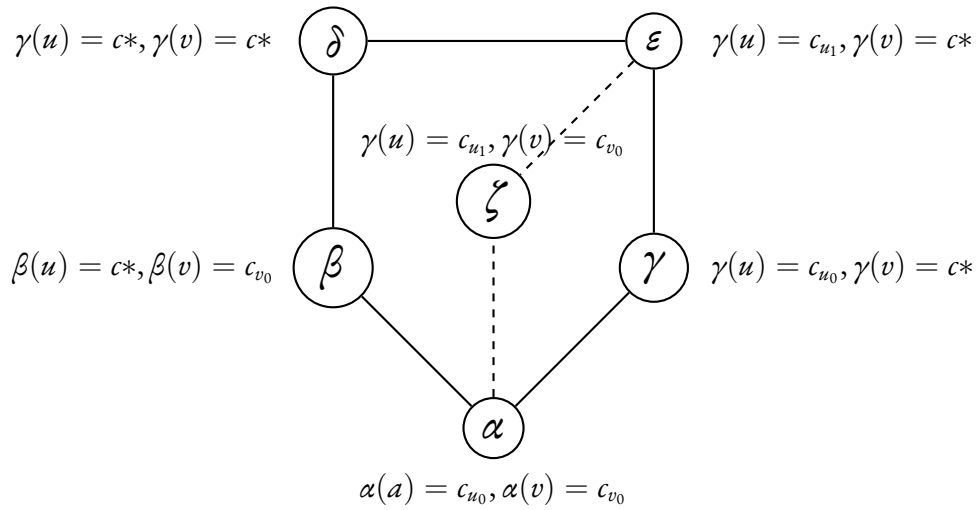 γ(u) = c*, γ(v) = c* δ ε γ(u) = c_{u_1}, γ(v) = c*
γ(u) = c_{u_1}, γ(v) = c_{v_0}
ζ
β(u) = c*, β(v) = c_{v_0} β γ γ(u) = c_{u_0}, γ(v) = c*
α
α(a) = c_{u_0}, α(v) = c_{v_0}